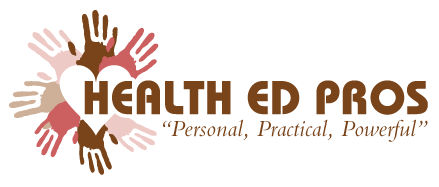 HEALTH ED PROS
“Personal, Practical, Powerful”